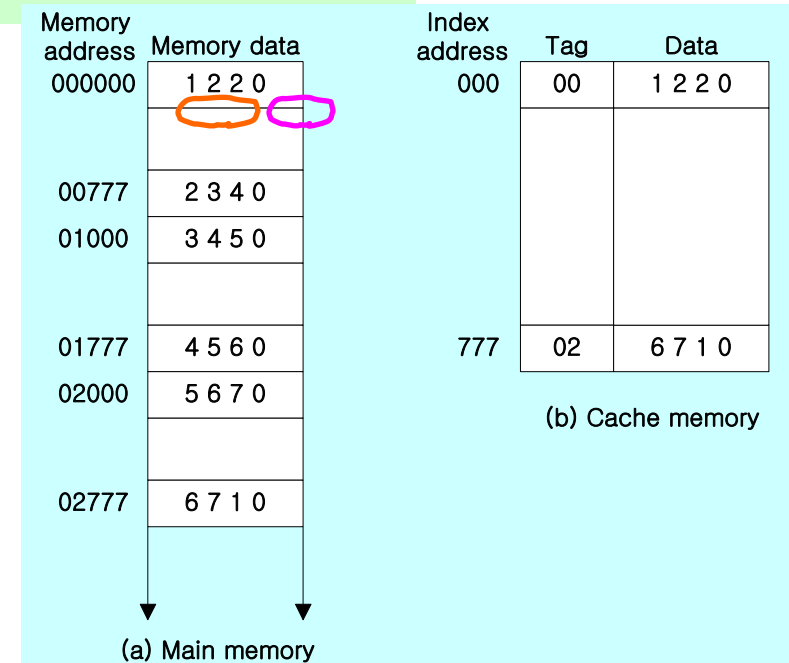 Memory address Memory data
000000 1 2 2 0
00777 2 3 4 0
01000 3 4 5 0
01777 4 5 6 0
02000 5 6 7 0
02777 6 7 1 0
(a) Main memory
Index address Tag Data
000 00 1 2 2 0
777 02 6 7 1 0
(b) Cache memory